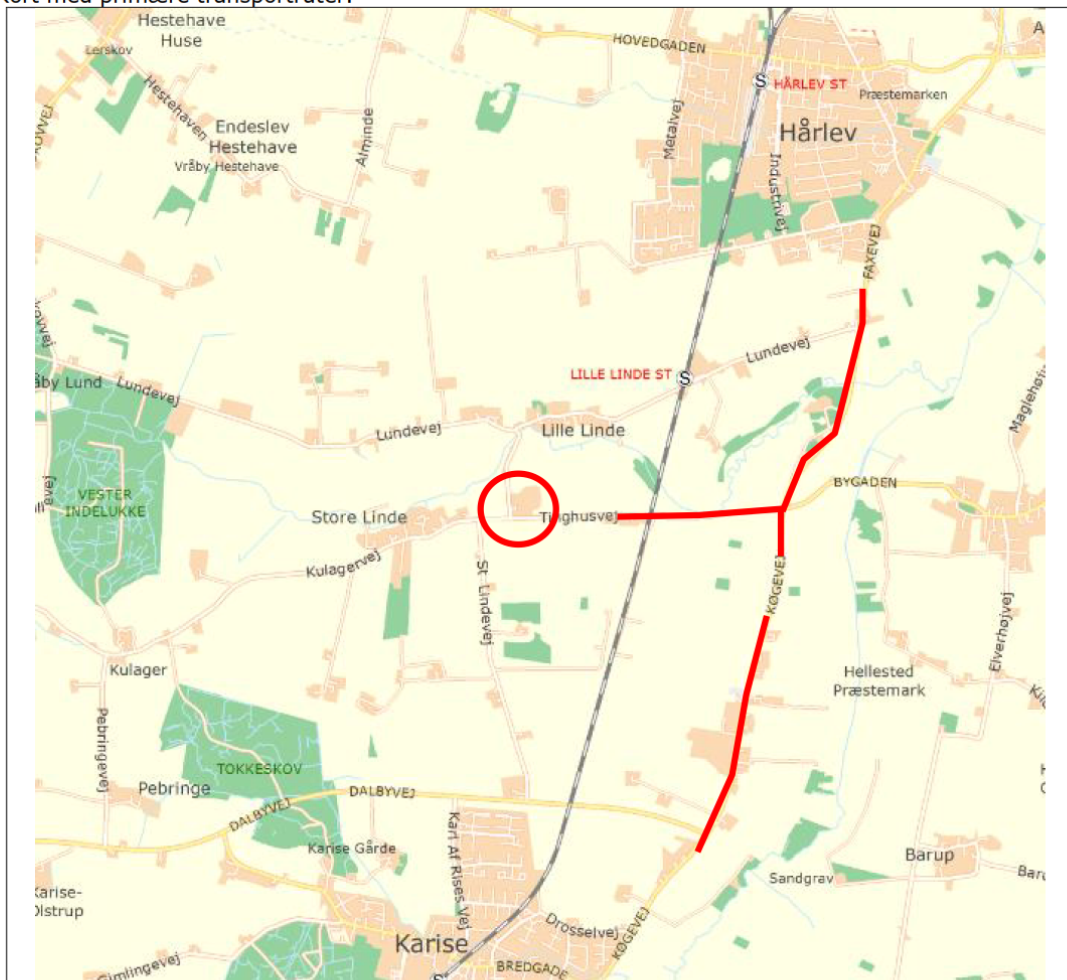 kort med primære transportruter.
Hestehave
Huse
Lerskov
HOVEDGADEN
HÅRLEV ST
Præstemarken
Hestehaven
Endeslev
Hestehave
Vråby Hestehave
Alminde
Metalvej
Industrivej
Hårlev
FAXEVEJ
Lundevej
LILLE LINDE ST
Lundevej
Lundevej
Lille Linde
BYGADEN
VESTER
INDELUKKE
Store Linde
Tinghusvej
Kulagervej
St. Lindevej
KØGEVEJ
Elverhøjvej
Kulager
Hellested
Præstemark
Pebringevej
TOKKESKOV
Pebringe
DALBYVEJ
DALBYVEJ
Karise Gårde
Karl Af Rises Vej
Barup
Sandgrav
Karise-
Olstrup
Drosselvej
KØGEVEJ
Karise
BREDGADE
Gimlingevej